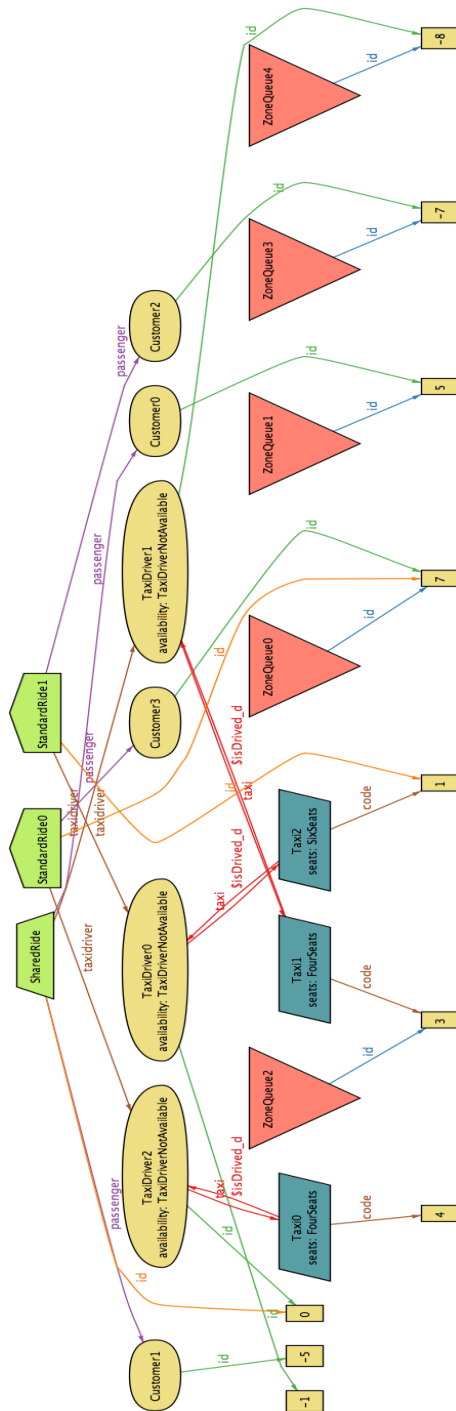 SharedRide
StandardRide0
StandardRide1
passenger
id
taxidriver
taxidriver
passenger
taxidriver
passenger
passenger
Customer1
TaxiDriver2
availability: TaxiDriverNotAvailable
TaxiDriver0
availability: TaxiDriverNotAvailable
Customer3
TaxiDriver1
availability: TaxiDriverNotAvailable
Customer0
Customer2
id
id
id
taxi
$isDrived_d
taxi
$isDrived_d
id
taxi
$isDrived_d
id
id
id
id
id
Taxi0
seats: FourSeats
ZoneQueue2
Taxi1
seats: FourSeats
Taxi2
seats: SixSeats
ZoneQueue0
ZoneQueue1
ZoneQueue3
ZoneQueue4
code
id
code
code
id
id
id
id
-1
-5
0
4
3
1
7
5
-7
-8